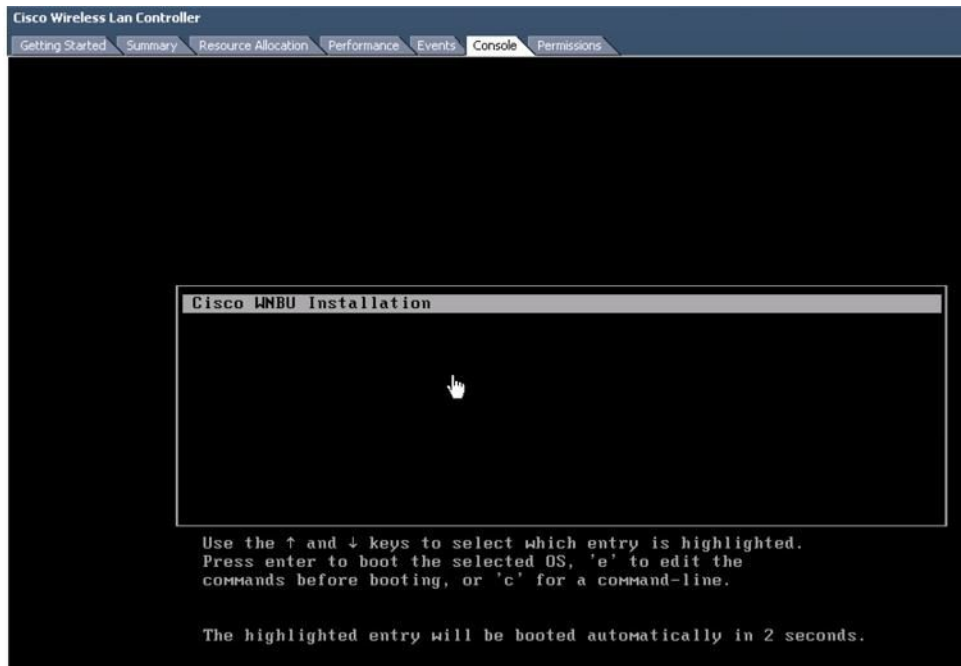 Cisco Wireless Lan Controller
Getting Started Summary Resource Allocation Performance Events Console Permissions
Cisco WNBU Installation
Use the ↑ and ↓ keys to select which entry is highlighted.
Press enter to boot the selected OS, 'e' to edit the
commands before booting, or 'c' for a command-line.
The highlighted entry will be booted automatically in 2 seconds.